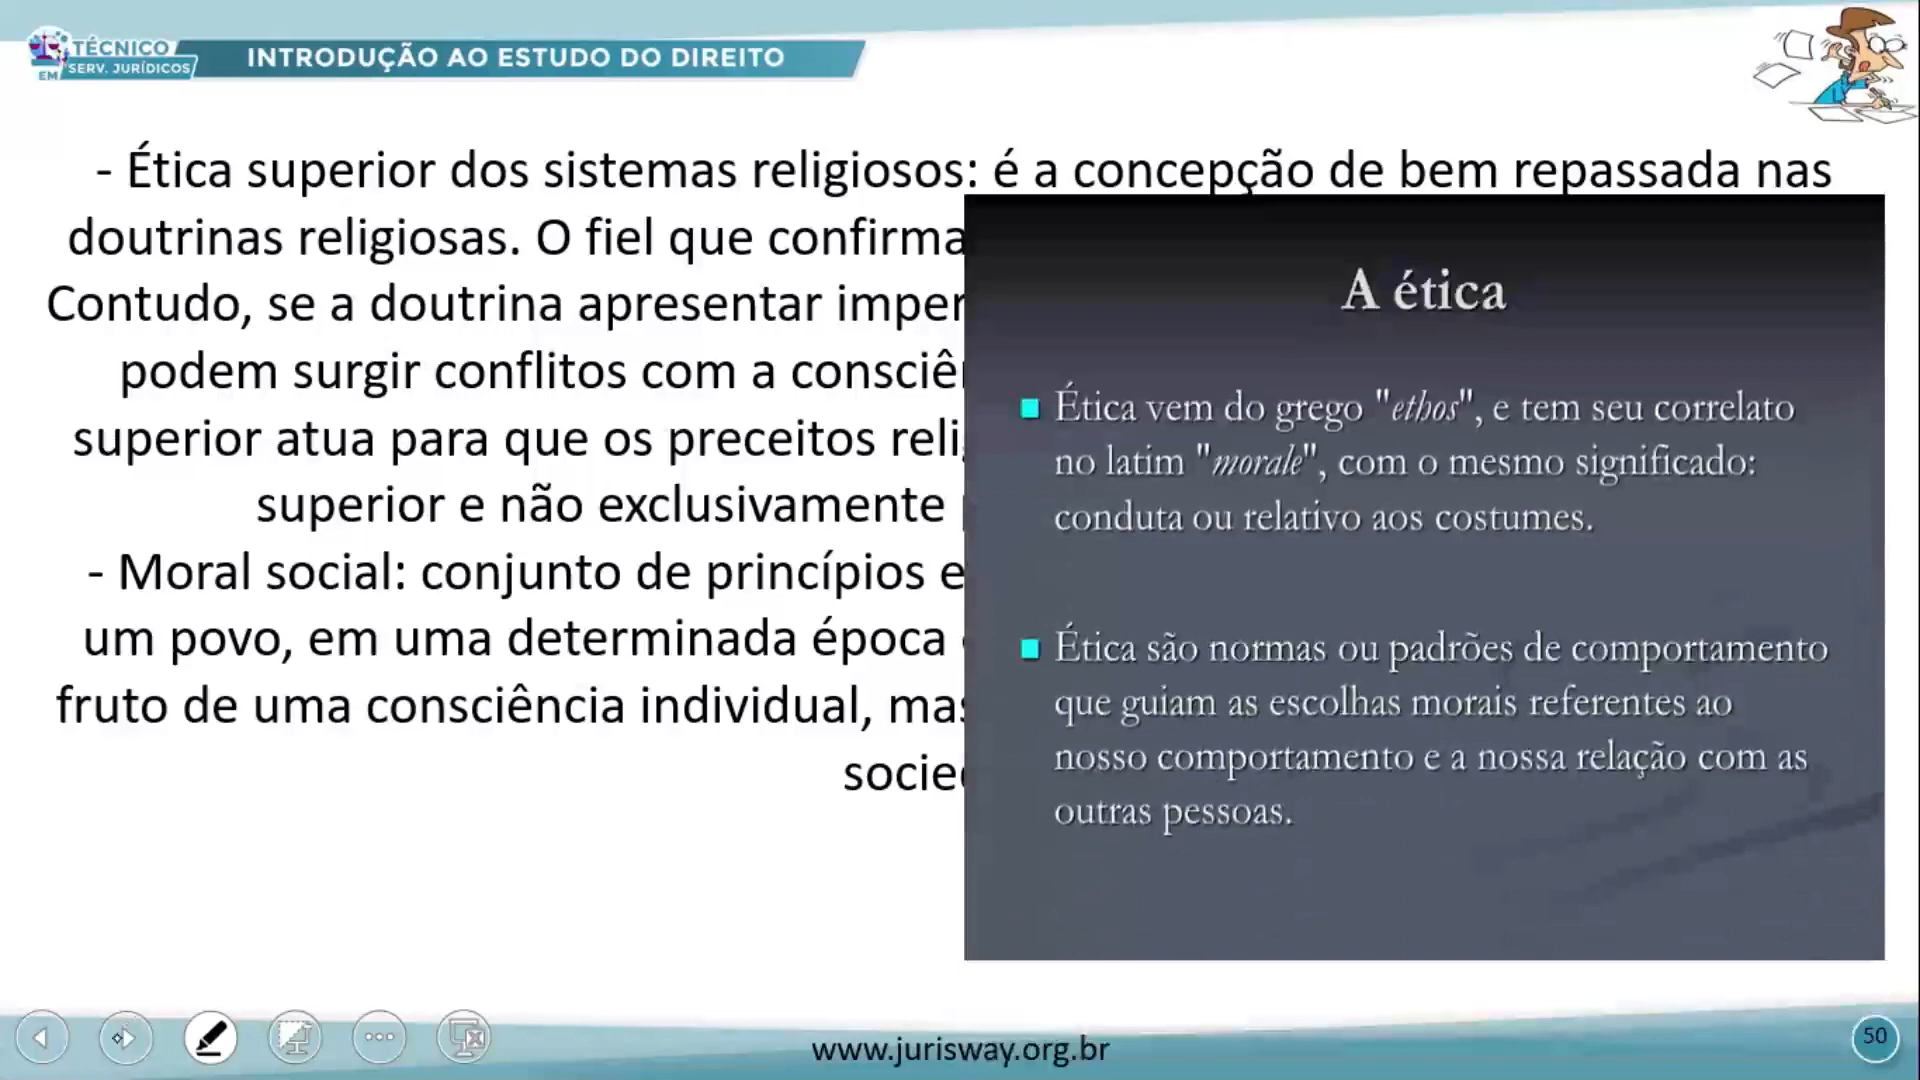 TÉCNICO
EM SERV. JURÍDICOS
INTRODUÇÃO AO ESTUDO DO DIREITO
- Ética superior dos sistemas religiosos: é a concepção de bem repassada nas
doutrinas religiosas. O fiel que confirma
Contudo, se a doutrina apresentar
podem surgir conflitos com a
superior atua para que os preceitos
superior e não exclusivamente
- Moral social: conjunto de princípios e
um povo, em uma determinada época
fruto de uma consciência individual,
A ética
Ética vem do grego "ethos", e tem seu correlato
no latim "morale", com o mesmo significado:
conduta ou relativo aos costumes.
Ética são normas ou padrões de comportamento
que guiam as escolhas morais referentes ao
nosso comportamento e a nossa relação com as
outras pessoas.
www.jurisway.org.br
50